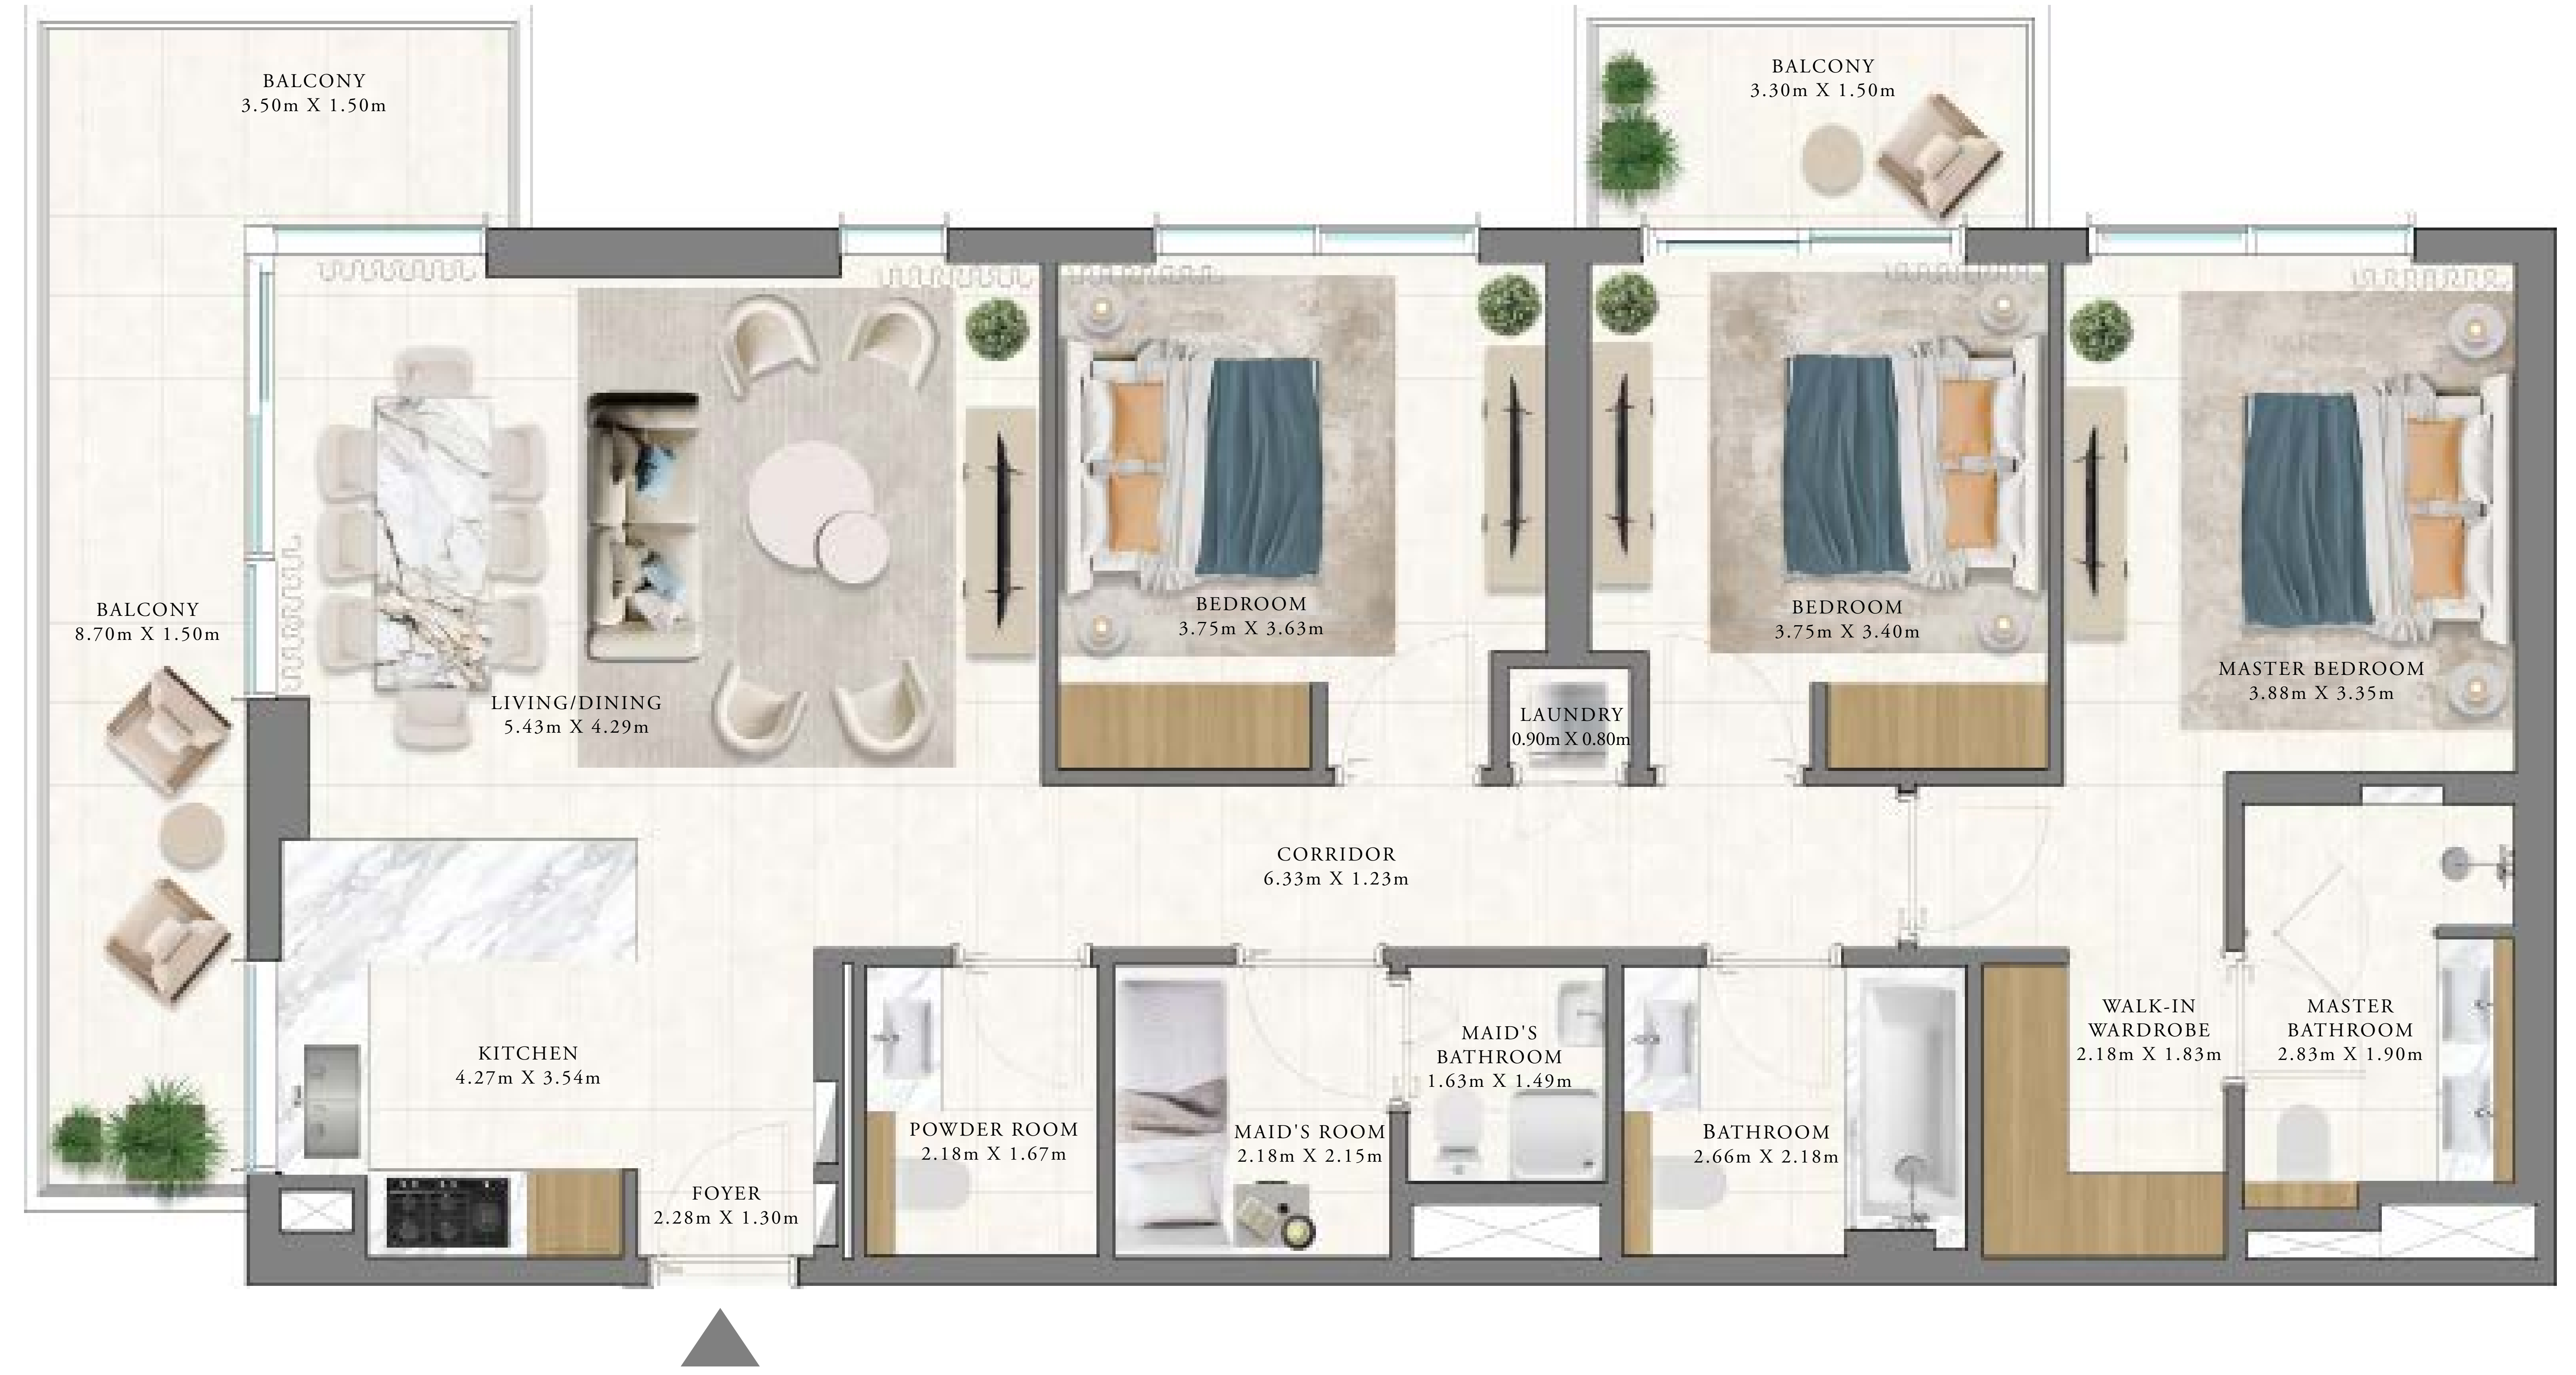 BALCONY
3.50m X 1.50m
BALCONY
3.30m X 1.50m
BALCONY
8.70m X 1.50m
LIVING/DINING
5.43m X 4.29m
BEDROOM
3.75m X 3.63m
LAUNDRY
0.90m X 0.80m
BEDROOM
3.75m X 3.40m
MASTER BEDROOM
3.88m X 3.35m
CORRIDOR
6.33m X 1.23m
KITCHEN
4.27m X 3.54m
FOYER
2.28m X 1.30m
POWDER ROOM
2.18m X 1.67m
MAID'S ROOM
2.18m X 2.15m
MAID'S
BATHROOM
1.63m X 1.49m
BATHROOM
2.66m X 2.18m
WALK-IN
WARDROBE
2.18m X 1.83m
MASTER
BATHROOM
2.83m X 1.90m